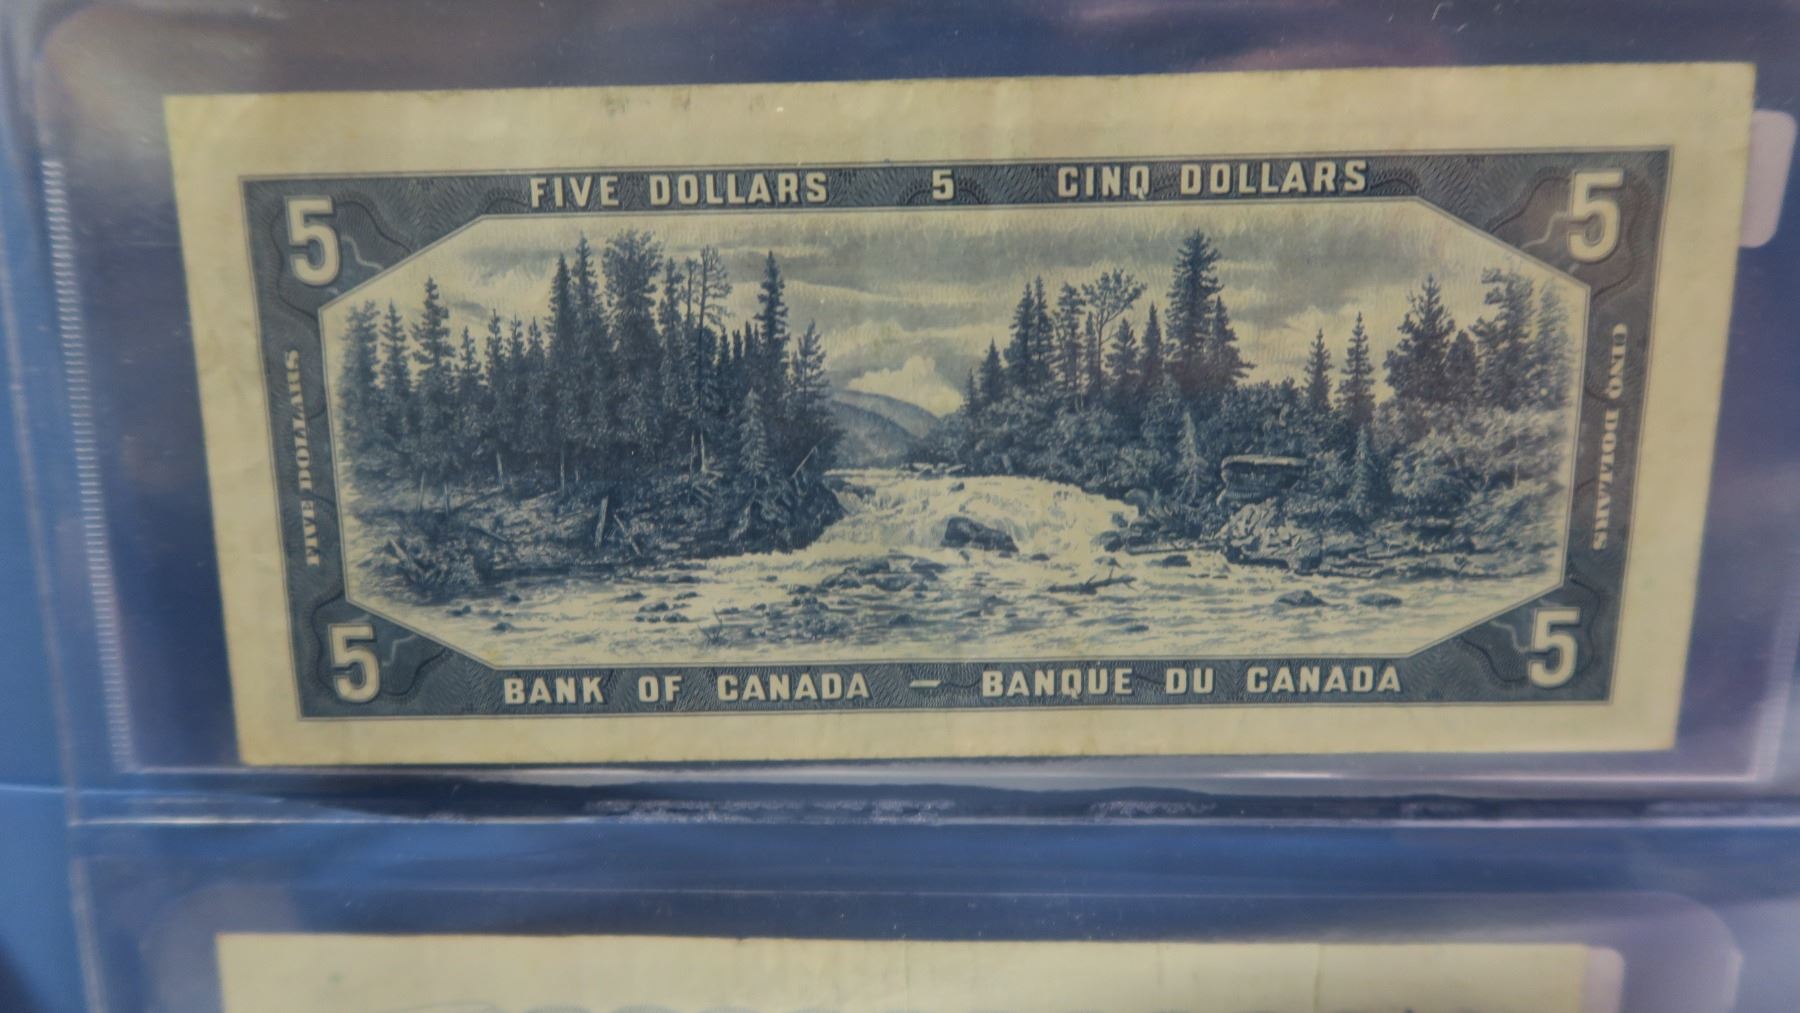 FIVE DOLLARS 5 CINQ DOLLARS
5 5
FIVE DOLLARS
CINQ DOLLARS
5 5
BANK OF CANADA — BANQUE DU CANADA